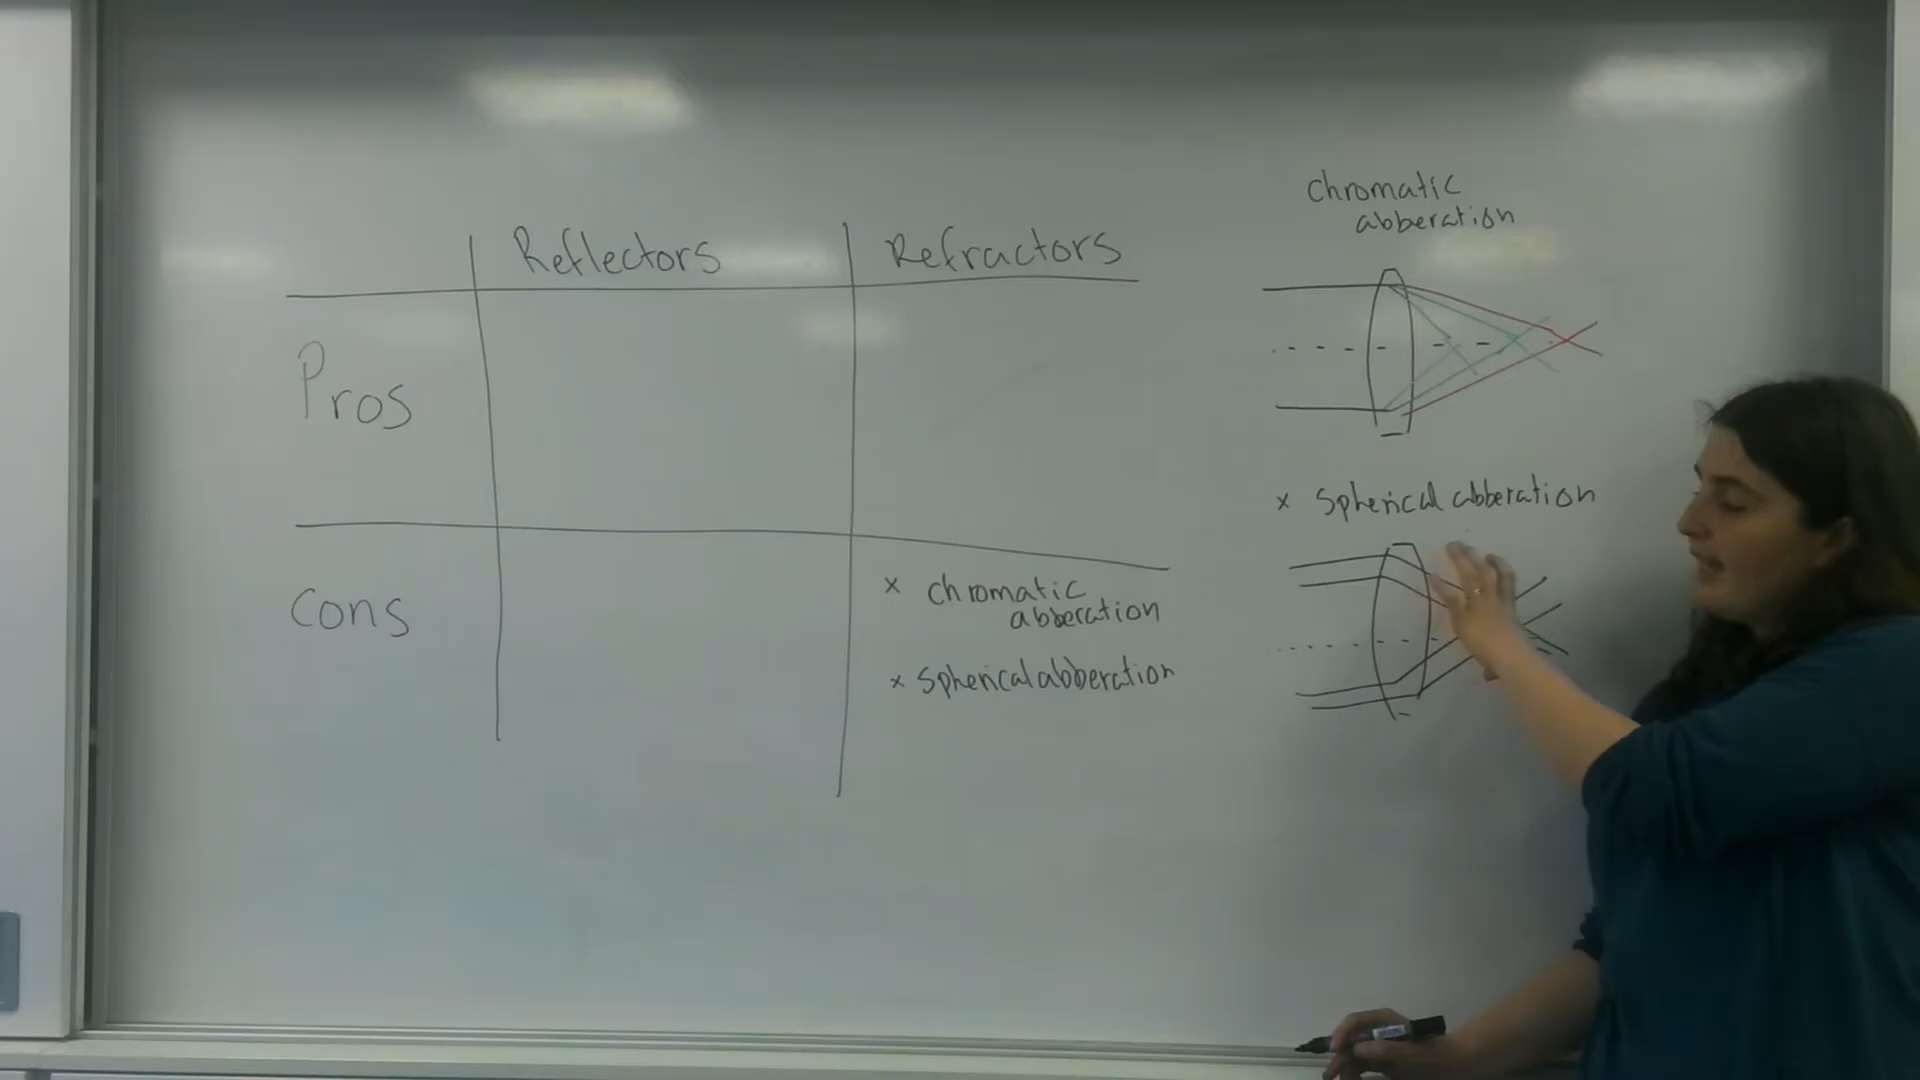 Reflectors
Refractors
Pros
Cons
x chromatic
abberation
x spherical abberation
chromatic
abberation
x spherical abberation